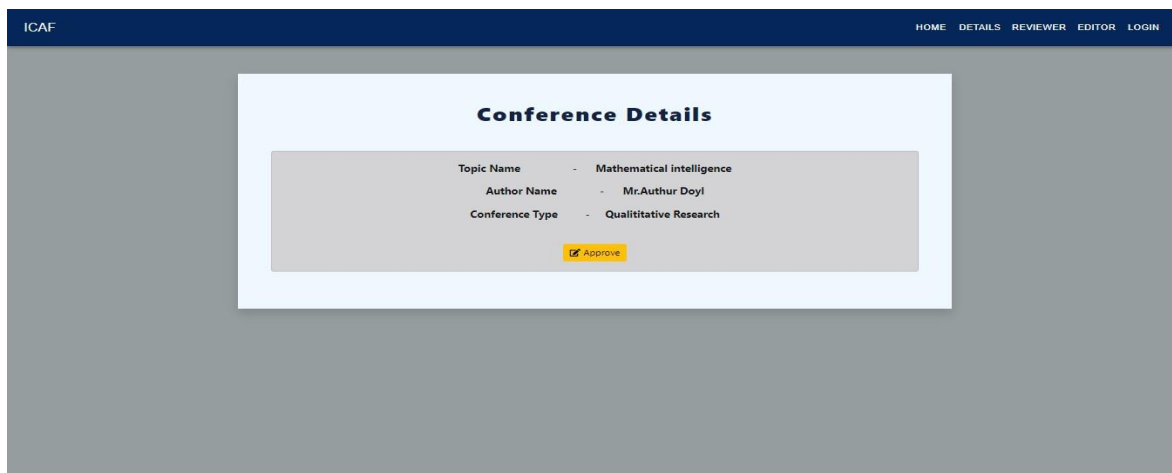 ICAF HOME DETAILS REVIEWER EDITOR LOGIN
Conference Details
Topic Name - Mathematical intelligence
Author Name - Mr.Authur Doyl
Conference Type - Qualititative Research
Approve